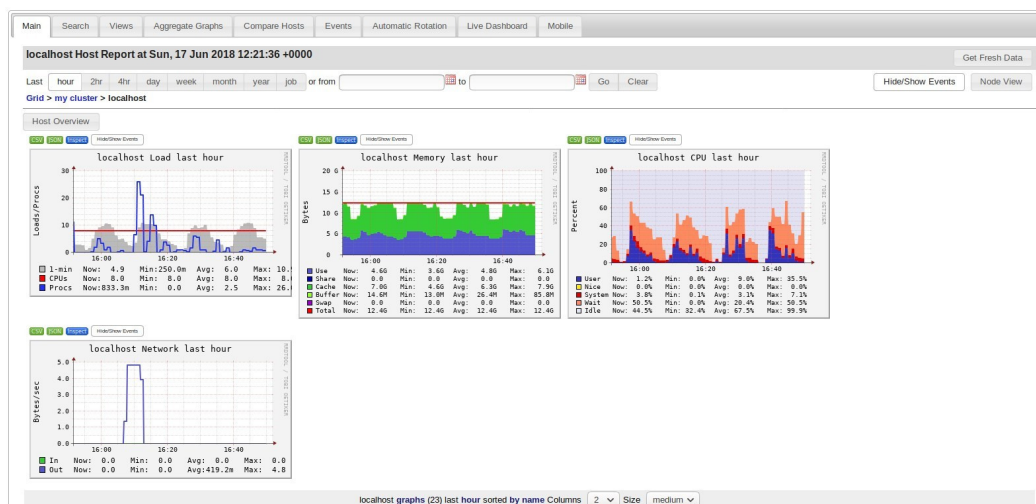 Main Search Views Aggregate Graphs Compare Hosts Events Automatic Rotation Live Dashboard Mobile
localhost Host Report at Sun, 17 Jun 2018 12:21:36 +0000
Get Fresh Data
Last hour 2hr 4hr day week month year job or from to Go Clear
Hide/Show Events Node View
Grid > my cluster > localhost
Host Overview
CSV JSON Inspect Hide/Show Events
localhost Load last hour
RRDTOOL / TOBI OETIKER
Loads/Procs
30
20
10
0
16:00 16:20 16:40
1-min Now: 4.9 Min:250.0m Avg: 6.0 Max: 10.
CPUs Now: 8.0 Min: 8.0 Avg: 8.0 Max: 8.
Procs Now:833.3m Min: 0.0 Avg: 2.5 Max: 26.
CSV JSON Inspect Hide/Show Events
localhost Memory last hour
RRDTOOL / TOBI OETIKER
Bytes
20 G
15 G
10 G
5 G
0
16:00 16:20 16:40
Use Now: 4.6G Min: 3.6G Avg: 4.8G Max: 6.1G
Share Now: 0.0 Min: 0.0 Avg: 0.0 Max: 0.0
Cache Now: 7.0G Min: 4.6G Avg: 6.3G Max: 7.9G
Buffer Now: 14.6M Min: 13.0M Avg: 26.4M Max: 85.8M
Swap Now: 0.0 Min: 0.0 Avg: 0.0 Max: 0.0
Total Now: 12.4G Min: 12.4G Avg: 12.4G Max: 12.4G
CSV JSON Inspect Hide/Show Events
localhost CPU last hour
RRDTOOL / TOBI OETIKER
Percent
100
80
60
40
20
0
16:00 16:20 16:40
User Now: 1.2% Min: 0.0% Avg: 9.0% Max: 35.5%
Nice Now: 0.0% Min: 0.0% Avg: 0.0% Max: 0.0%
System Now: 3.8% Min: 0.1% Avg: 3.1% Max: 7.1%
Wait Now: 50.5% Min: 0.0% Avg: 20.4% Max: 50.5%
Idle Now: 44.5% Min: 32.4% Avg: 67.5% Max: 99.9%
CSV JSON Inspect Hide/Show Events
localhost Network last hour
RRDTOOL / TOBI OETIKER
Bytes/sec
5.0
4.0
3.0
2.0
1.0
0.0
16:00 16:20 16:40
In Now: 0.0 Min: 0.0 Avg: 0.0 Max: 0.0
Out Now: 0.0 Min: 0.0 Avg:419.2m Max: 4.8
localhost graphs (23) last hour sorted by name Columns 2 Size medium